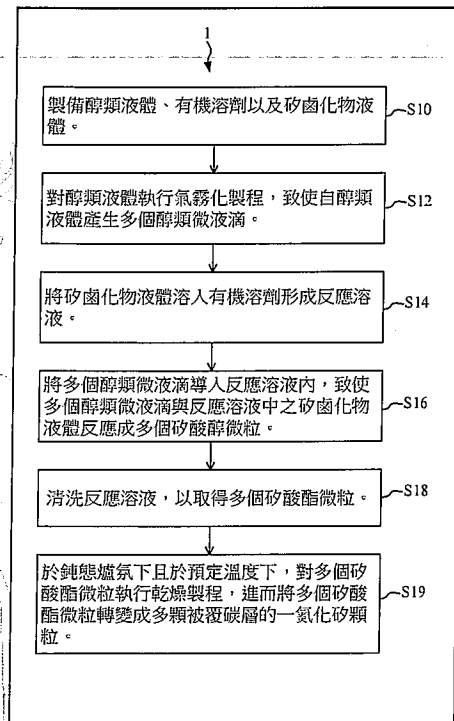 1
製備醇類液體、有機溶劑以及矽鹵化物液
體。
S10
對醇類液體執行氣霧化製程，致使自醇類
液體產生多個醇類微液滴。
S12
將矽鹵化物液體溶入有機溶劑形成反應溶
液。
S14
將多個醇類微液滴導入反應溶液內，致使
多個醇類微液滴與反應溶液中之矽鹵化物
液體反應成多個矽酸醇微粒。
S16
清洗反應溶液，以取得多個矽酸酯微粒。
S18
於鈍態爐氛下且於預定溫度下，對多個矽
酸酯微粒執行乾燥製程，進而將多個矽酸
酯微粒轉變成多顆被覆碳層的一氮化矽顆
粒。
S19